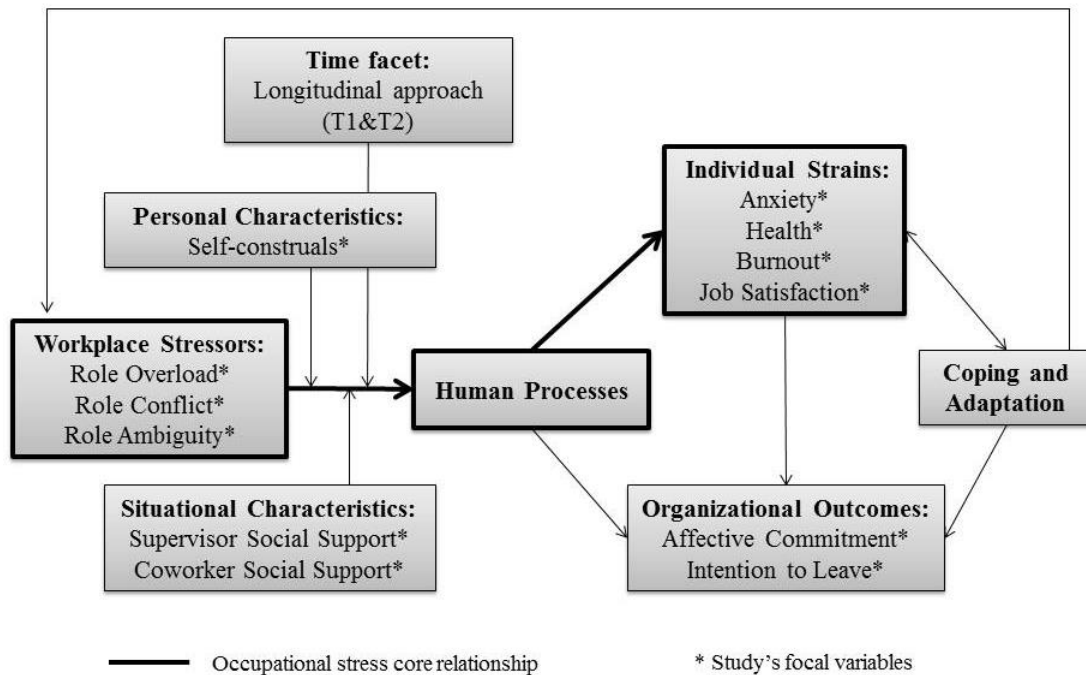 Time facet:
Longitudinal approach
(T1&T2)
Personal Characteristics:
Self-construals*
Individual Strains:
Anxiety*
Health*
Burnout*
Job Satisfaction*
Workplace Stressors:
Role Overload*
Role Conflict*
Role Ambiguity*
Human Processes
Coping and
Adaptation
Situational Characteristics:
Supervisor Social Support*
Coworker Social Support*
Organizational Outcomes:
Affective Commitment*
Intention to Leave*
Occupational stress core relationship
* Study's focal variables